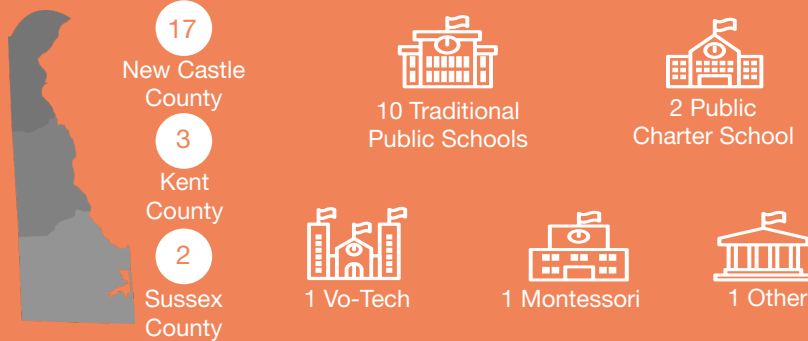 17
New Castle
County
3
Kent
County
2
Sussex
County
10 Traditional
Public Schools
2 Public
Charter School
1 Vo-Tech
1 Montessori
1 Other